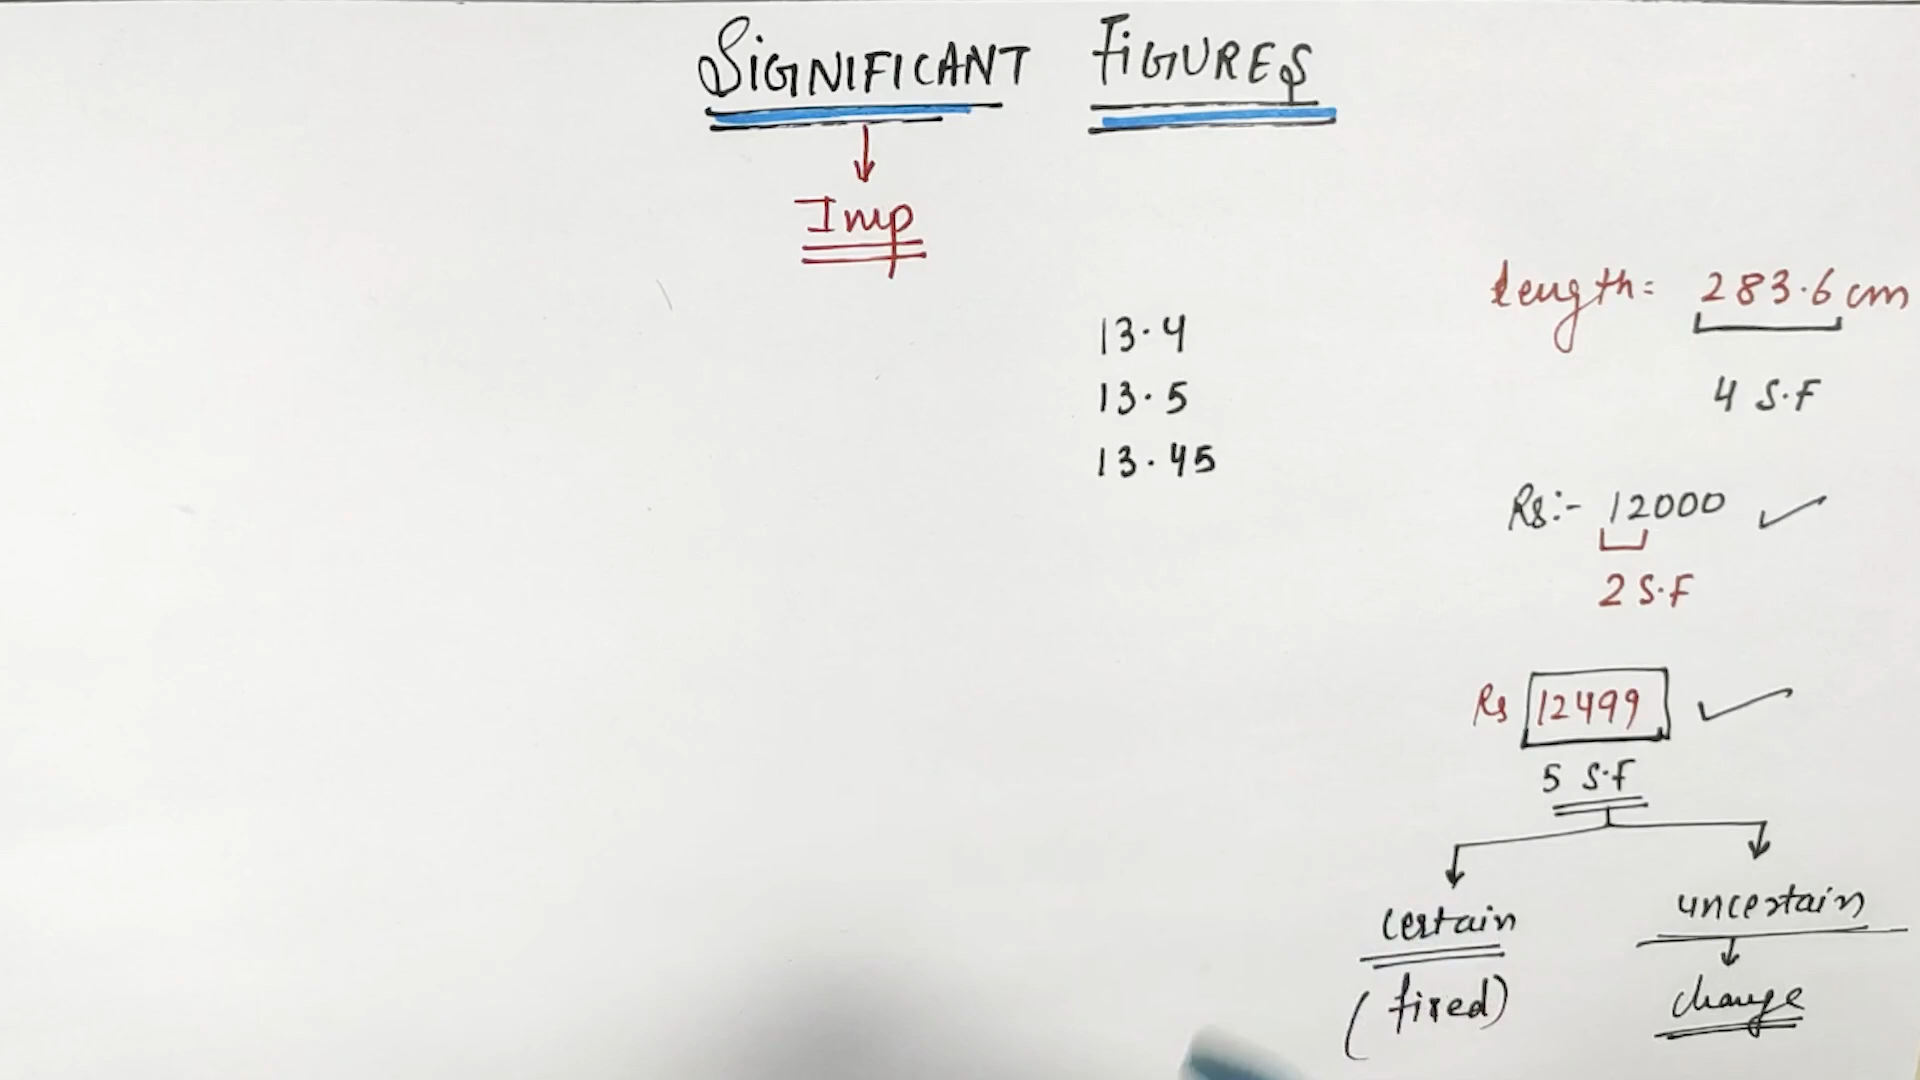 SIGNIFICANT FIGURES
Imp
13.4
13.5
13.45
length = 283.6 cm
4 S.F
Rs:- 12000
2 S.F
Rs 12499
5 S.F
certain uncertain
(fixed) change